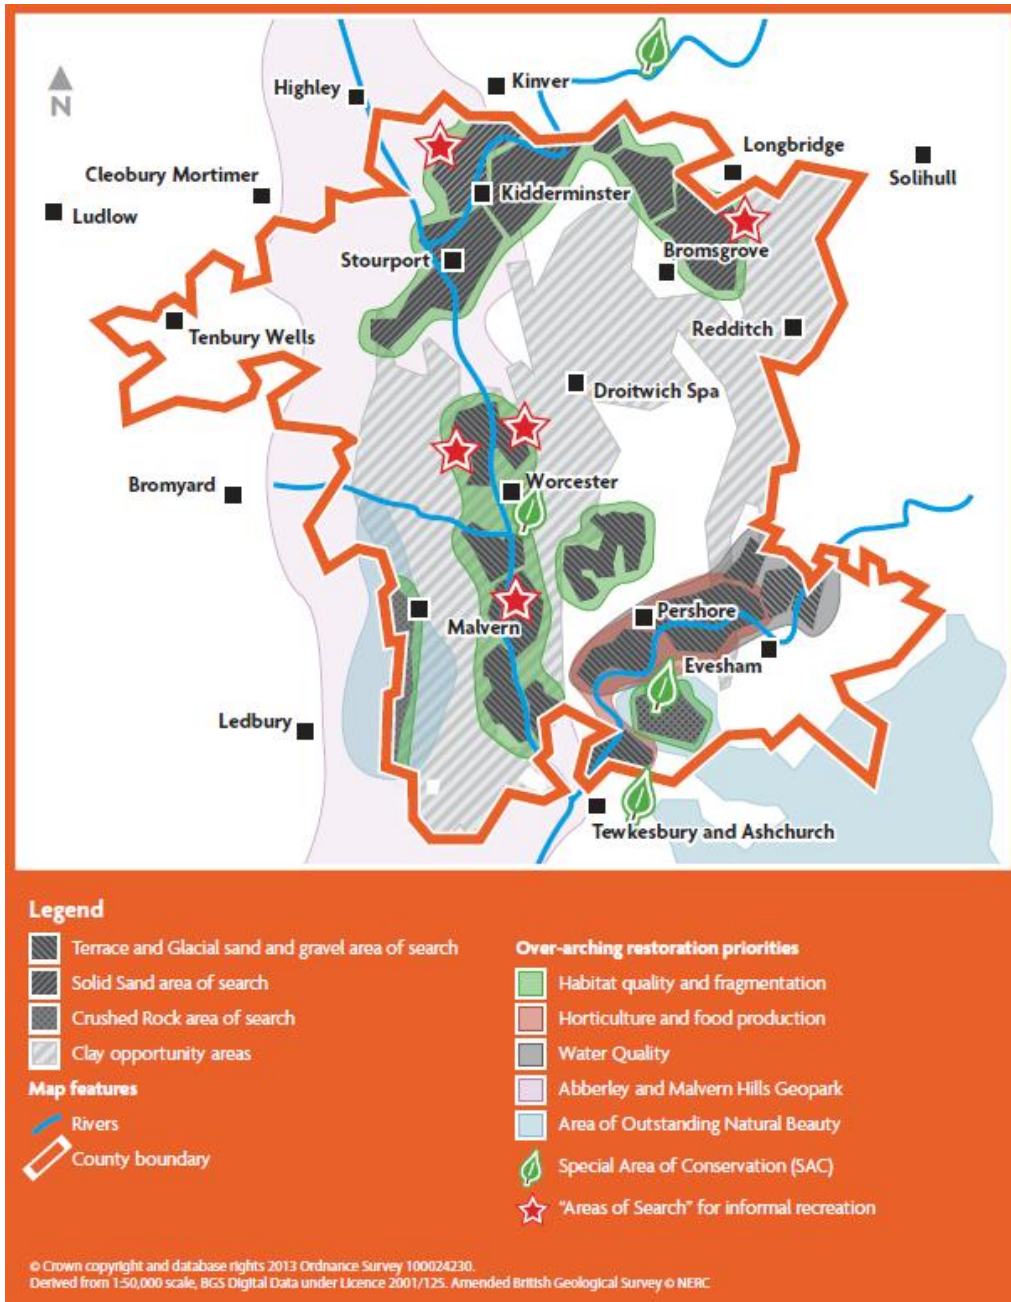 N
Highley
Kinver
Longbridge
Solihull
Cleobury Mortimer
Ludlow
Kidderminster
Stourport
Bromsgrove
Tenbury Wells
Redditch
Droitwich Spa
Bromyard
Worcester
Malvern
Pershore
Evesham
Ledbury
Tewkesbury and Ashchurch
Legend
Terrace and Glacial sand and gravel area of search
Solid Sand area of search
Crushed Rock area of search
Clay opportunity areas
Map features
Rivers
County boundary
Over-arching restoration priorities
Habitat quality and fragmentation
Horticulture and food production
Water Quality
Abberley and Malvern Hills Geopark
Area of Outstanding Natural Beauty
Special Area of Conservation (SAC)
"Areas of Search" for informal recreation
© Crown copyright and database rights 2013 Ordnance Survey 100024230.
Derived from 1:50,000 scale, BGS Digital Data under Licence 2001/125. Amended British Geological Survey © NERC